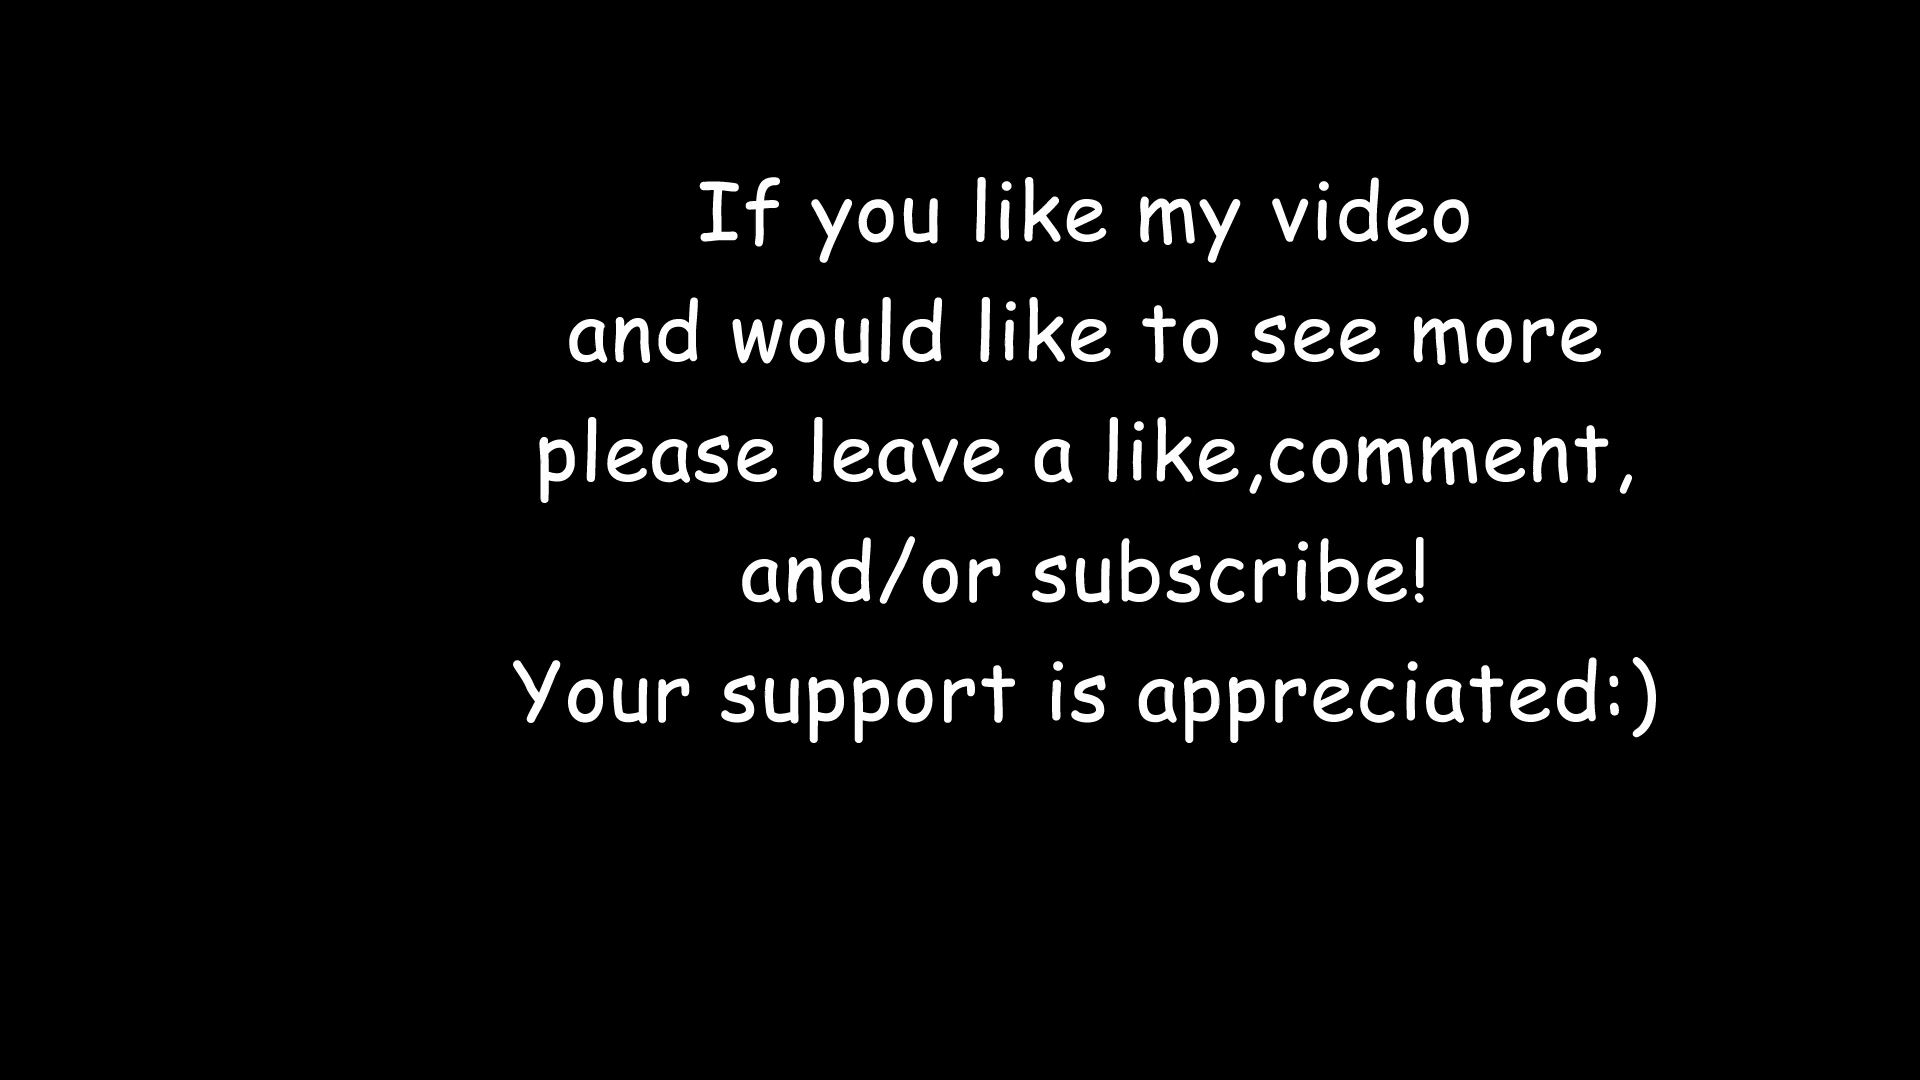 If you like my video
and would like to see more
please leave a like,comment,
and/or subscribe!
Your support is appreciated:)